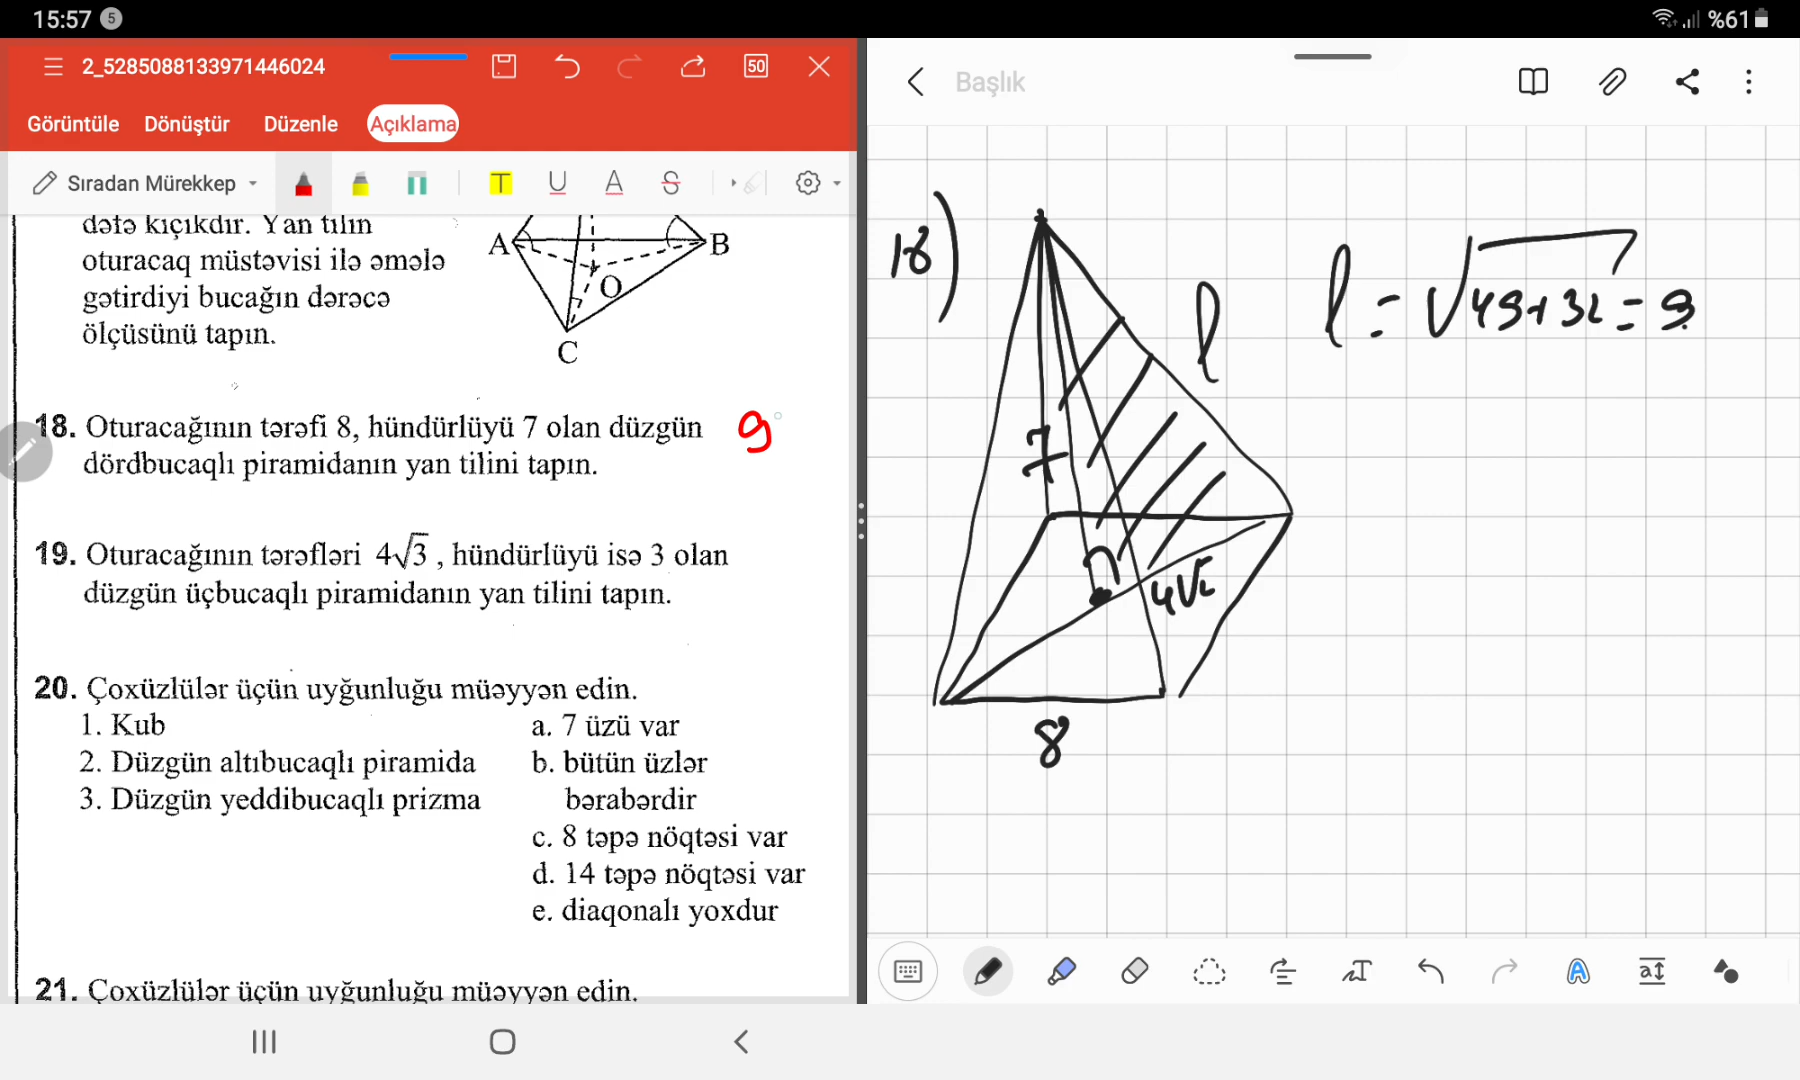 15:57 5
%61
2_5285088133971446024
50
Görüntüle Dönüştür Düzenle Açıklama
Sıradan Mürekkep T U A S
dəfə kiçikdir. Yan tilin
oturacaq müstəvisi ilə əmələ
gətirdiyi bucağın dərəcə
ölçüsünü tapın.
A B
O
C
18. Oturacağının tərəfi 8, hündürlüyü 7 olan düzgün
dördbucaqlı piramidanın yan tilini tapın.
9
19. Oturacağının tərəfləri 4√3, hündürlüyü isə 3 olan
düzgün üçbucaqlı piramidanın yan tilini tapın.
20. Çoxüzlülər üçün uyğunluğu müəyyən edin.
1. Kub
2. Düzgün altıbucaqlı piramida
3. Düzgün yeddibucaqlı prizma
a. 7 üzü var
b. bütün üzlər
bərabərdir
c. 8 təpə nöqtəsi var
d. 14 təpə nöqtəsi var
e. diaqonalı yoxdur
21. Çoxüzlülər üçün uyğunluğu müəyyən edin.
Başlık
18)
l
l = √49+32 = 9.
7
4√2
8